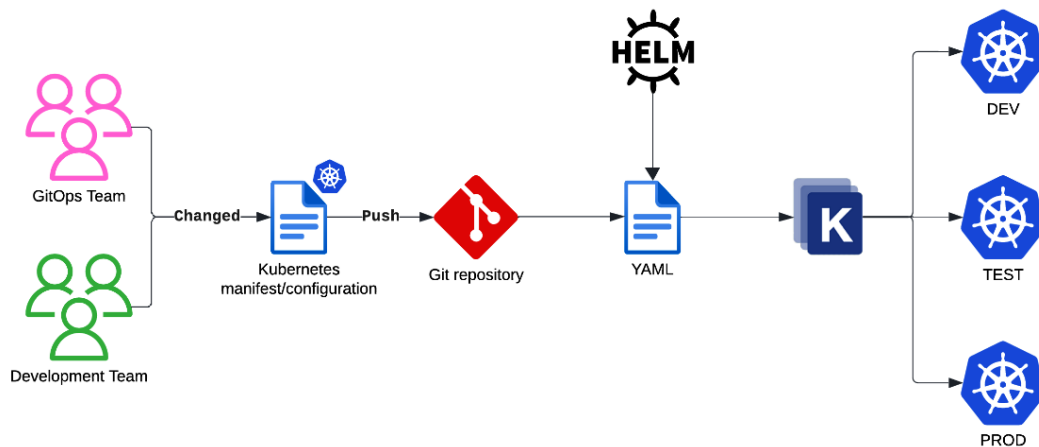 HELM
DEV
GitOps Team
Changed
Push
Kubernetes
manifest/configuration
Git repository
YAML
K
TEST
Development Team
PROD